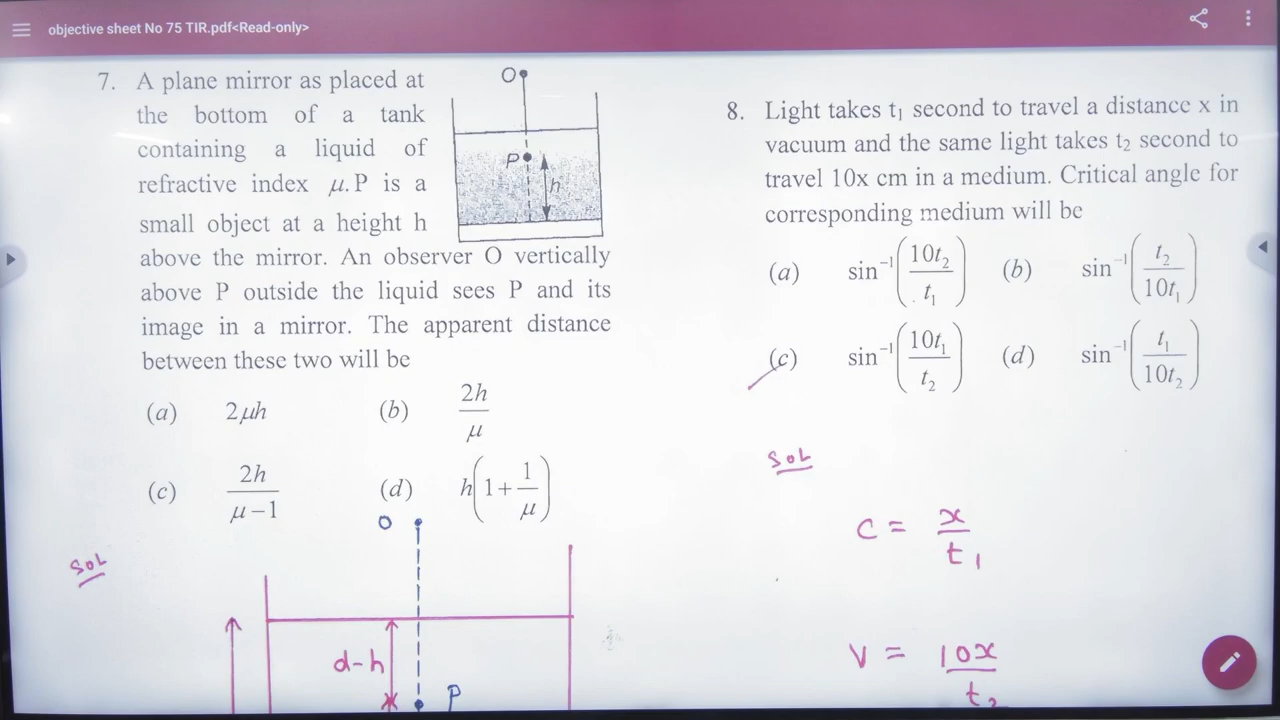 objective sheet No 75 TIR.pdf<Read-only>
7. A plane mirror as placed at
the bottom of a tank
containing a liquid of
refractive index μ. P is a
small object at a height h
above the mirror. An observer O vertically
above P outside the liquid sees P and its
image in a mirror. The apparent distance
between these two will be
(a) 2μh (b) 2h/μ
(c) 2h/(μ−1) (d) h(1+1/μ)
O
P
h
Sol
O
d-h
P
8. Light takes t₁ second to travel a distance x in
vacuum and the same light takes t₂ second to
travel 10x cm in a medium. Critical angle for
corresponding medium will be
(a) sin⁻¹(10t₂/t₁) (b) sin⁻¹(t₂/10t₁)
(c) sin⁻¹(10t₁/t₂) (d) sin⁻¹(t₁/10t₂)
Sol
C = x/t₁
V = 10x/t₂